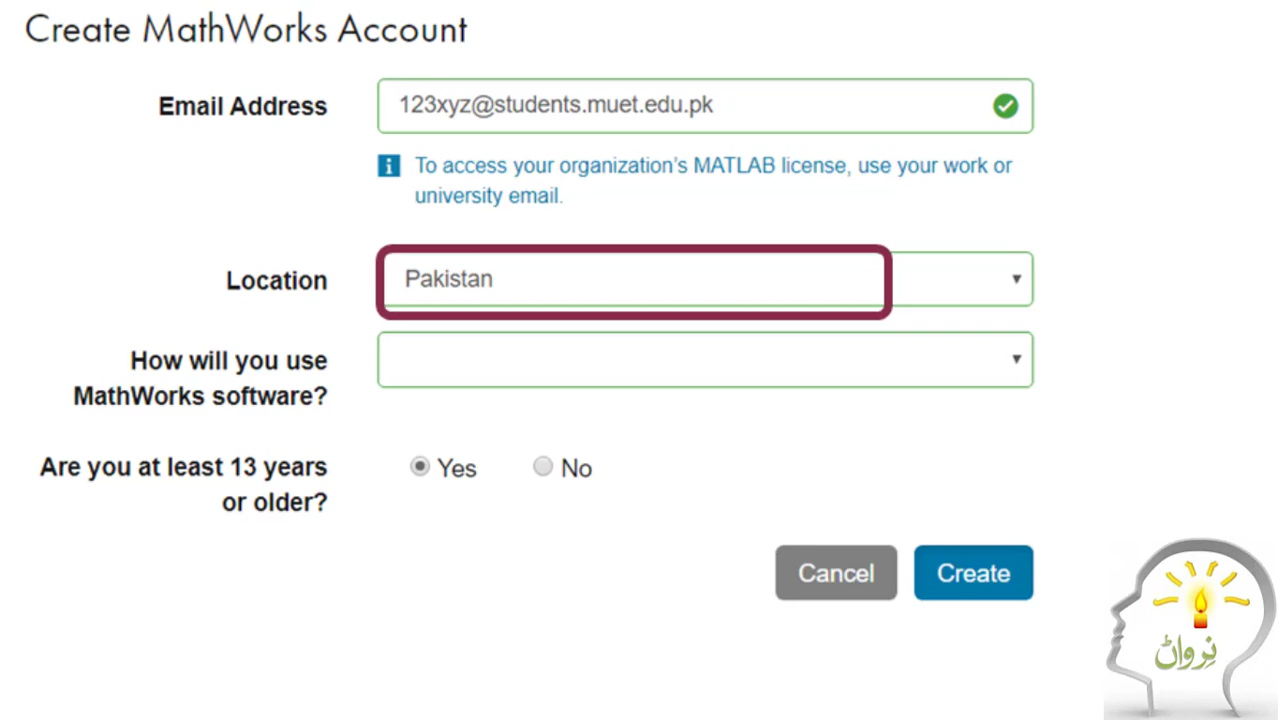 Create MathWorks Account
Email Address
123xyz@students.muet.edu.pk
To access your organization's MATLAB license, use your work or
university email.
Location
Pakistan
How will you use
MathWorks software?
Are you at least 13 years
or older?
Yes
No
Cancel
Create
نِرواڻ